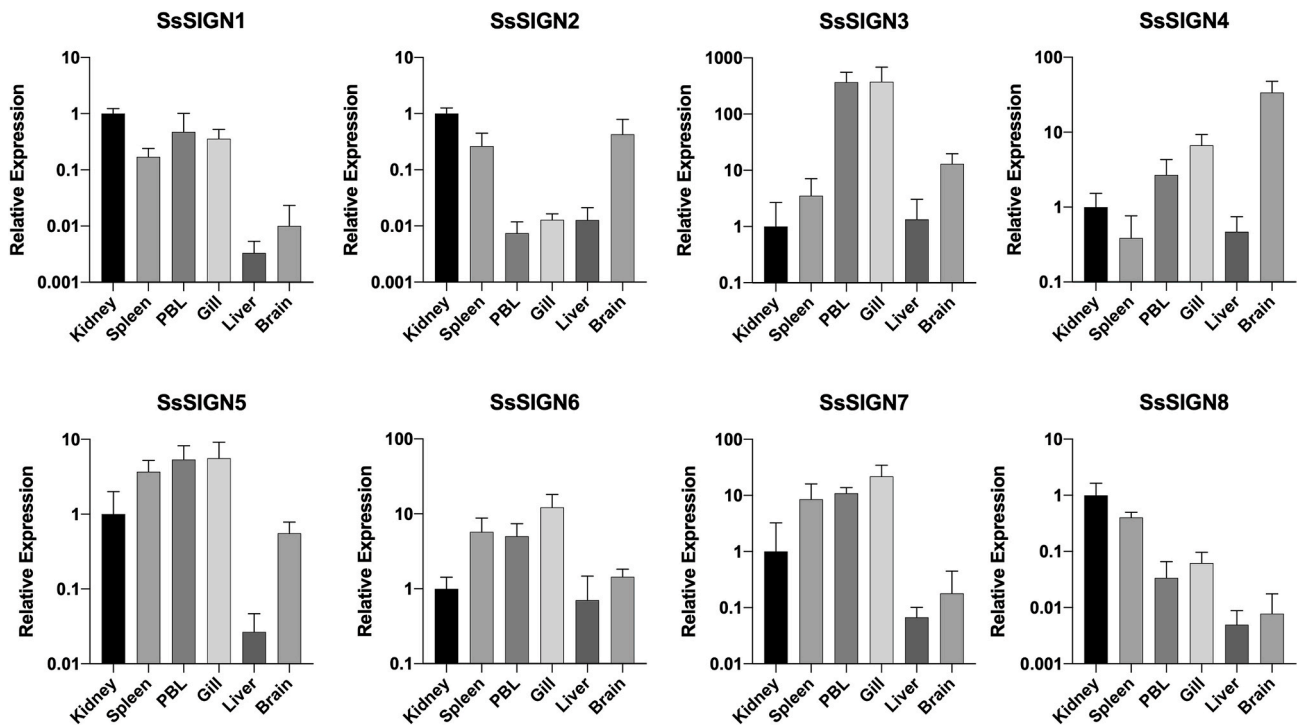 SsSIGN1
Relative Expression
10
1
0.1
0.01
0.001
Kidney
Spleen
PBL
Gill
Liver
Brain
SsSIGN2
Relative Expression
10
1
0.1
0.01
0.001
Kidney
Spleen
PBL
Gill
Liver
Brain
SsSIGN3
Relative Expression
1000
100
10
1
0.1
Kidney
Spleen
PBL
Gill
Liver
Brain
SsSIGN4
Relative Expression
100
10
1
0.1
Kidney
Spleen
PBL
Gill
Liver
Brain
SsSIGN5
Relative Expression
10
1
0.1
0.01
Kidney
Spleen
PBL
Gill
Liver
Brain
SsSIGN6
Relative Expression
100
10
1
0.1
Kidney
Spleen
PBL
Gill
Liver
Brain
SsSIGN7
Relative Expression
100
10
1
0.1
0.01
Kidney
Spleen
PBL
Gill
Liver
Brain
SsSIGN8
Relative Expression
10
1
0.1
0.01
0.001
Kidney
Spleen
PBL
Gill
Liver
Brain